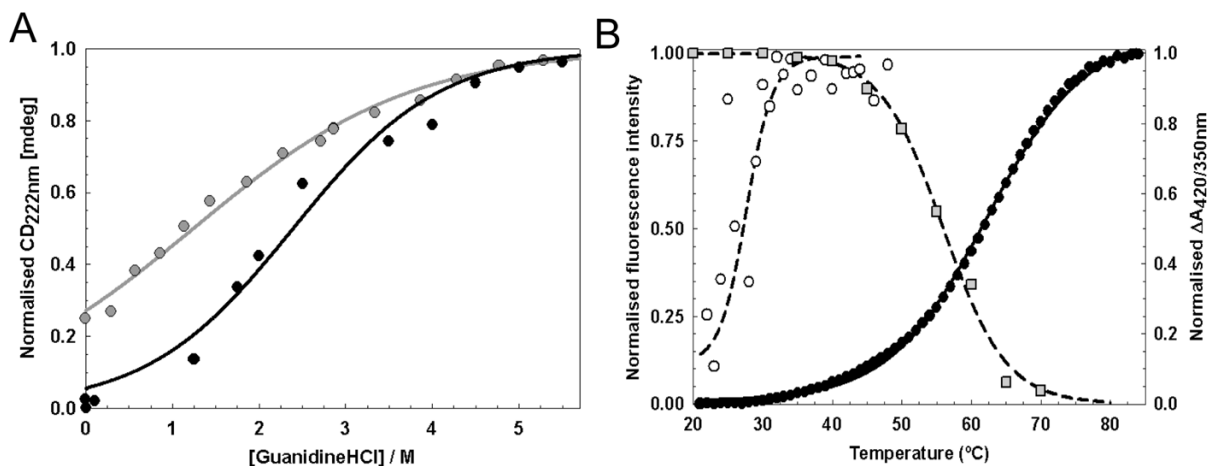 A
Normalised CD222nm [mdeg]
1.0
0.8
0.6
0.4
0.2
0.0
0 1 2 3 4 5
[GuanidineHCl] / M
B
Normalised fluorescence intensity
1.00
0.75
0.50
0.25
0.00
20 30 40 50 60 70 80
Temperature (ºC)
1.0
0.8
0.6
0.4
0.2
0.0
Normalised ΔA420/350nm